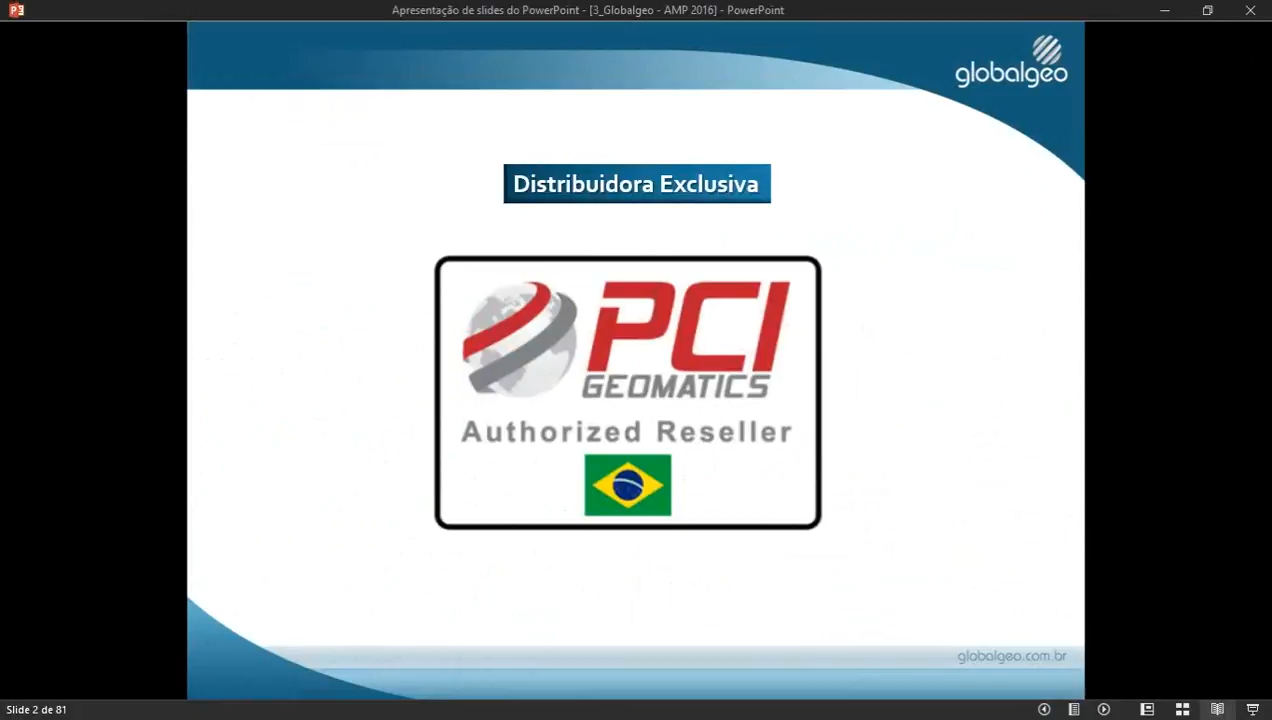 Apresentação de slides do PowerPoint - [3_Globalgeo - AMP 2016] - PowerPoint
globalgeo
Distribuidora Exclusiva
PCI
GEOMATICS
Authorized Reseller
globalgeo.com.br
Slide 2 de 81